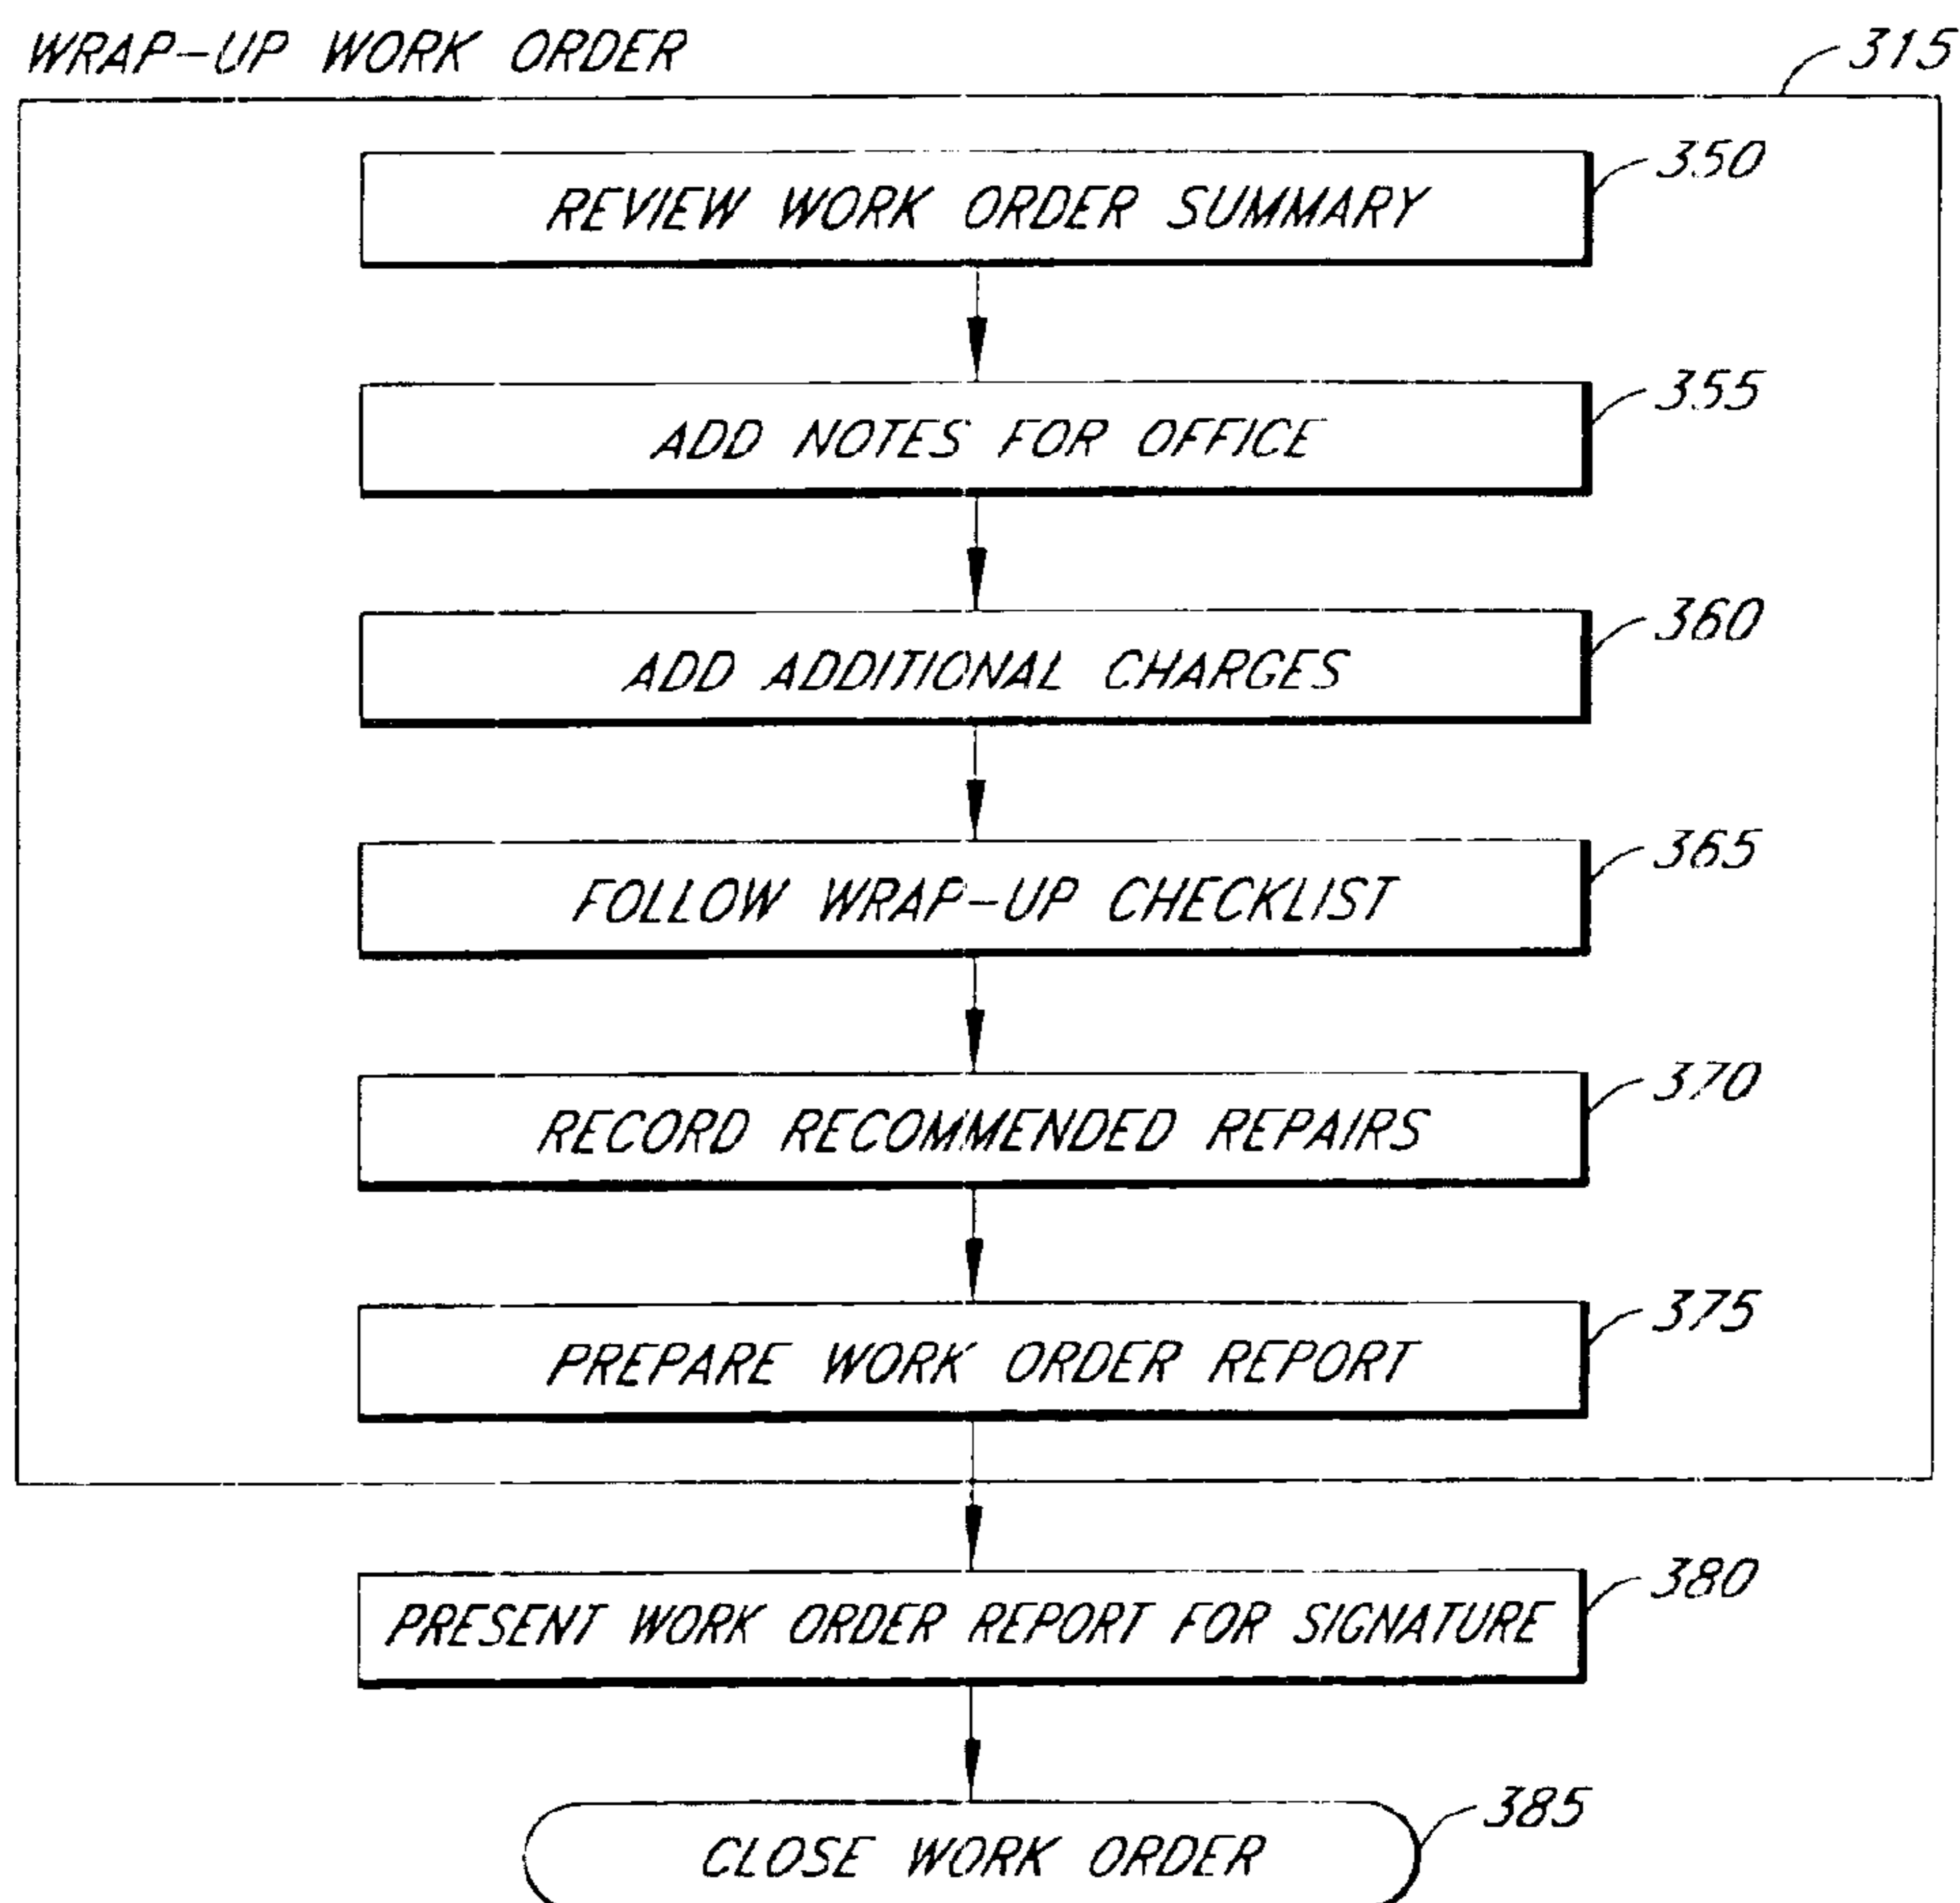 WRAP-UP WORK ORDER
315
REVIEW WORK ORDER SUMMARY
350
ADD NOTES FOR OFFICE
355
ADD ADDITIONAL CHARGES
360
FOLLOW WRAP-UP CHECKLIST
365
RECORD RECOMMENDED REPAIRS
370
PREPARE WORK ORDER REPORT
375
PRESENT WORK ORDER REPORT FOR SIGNATURE
380
CLOSE WORK ORDER
385